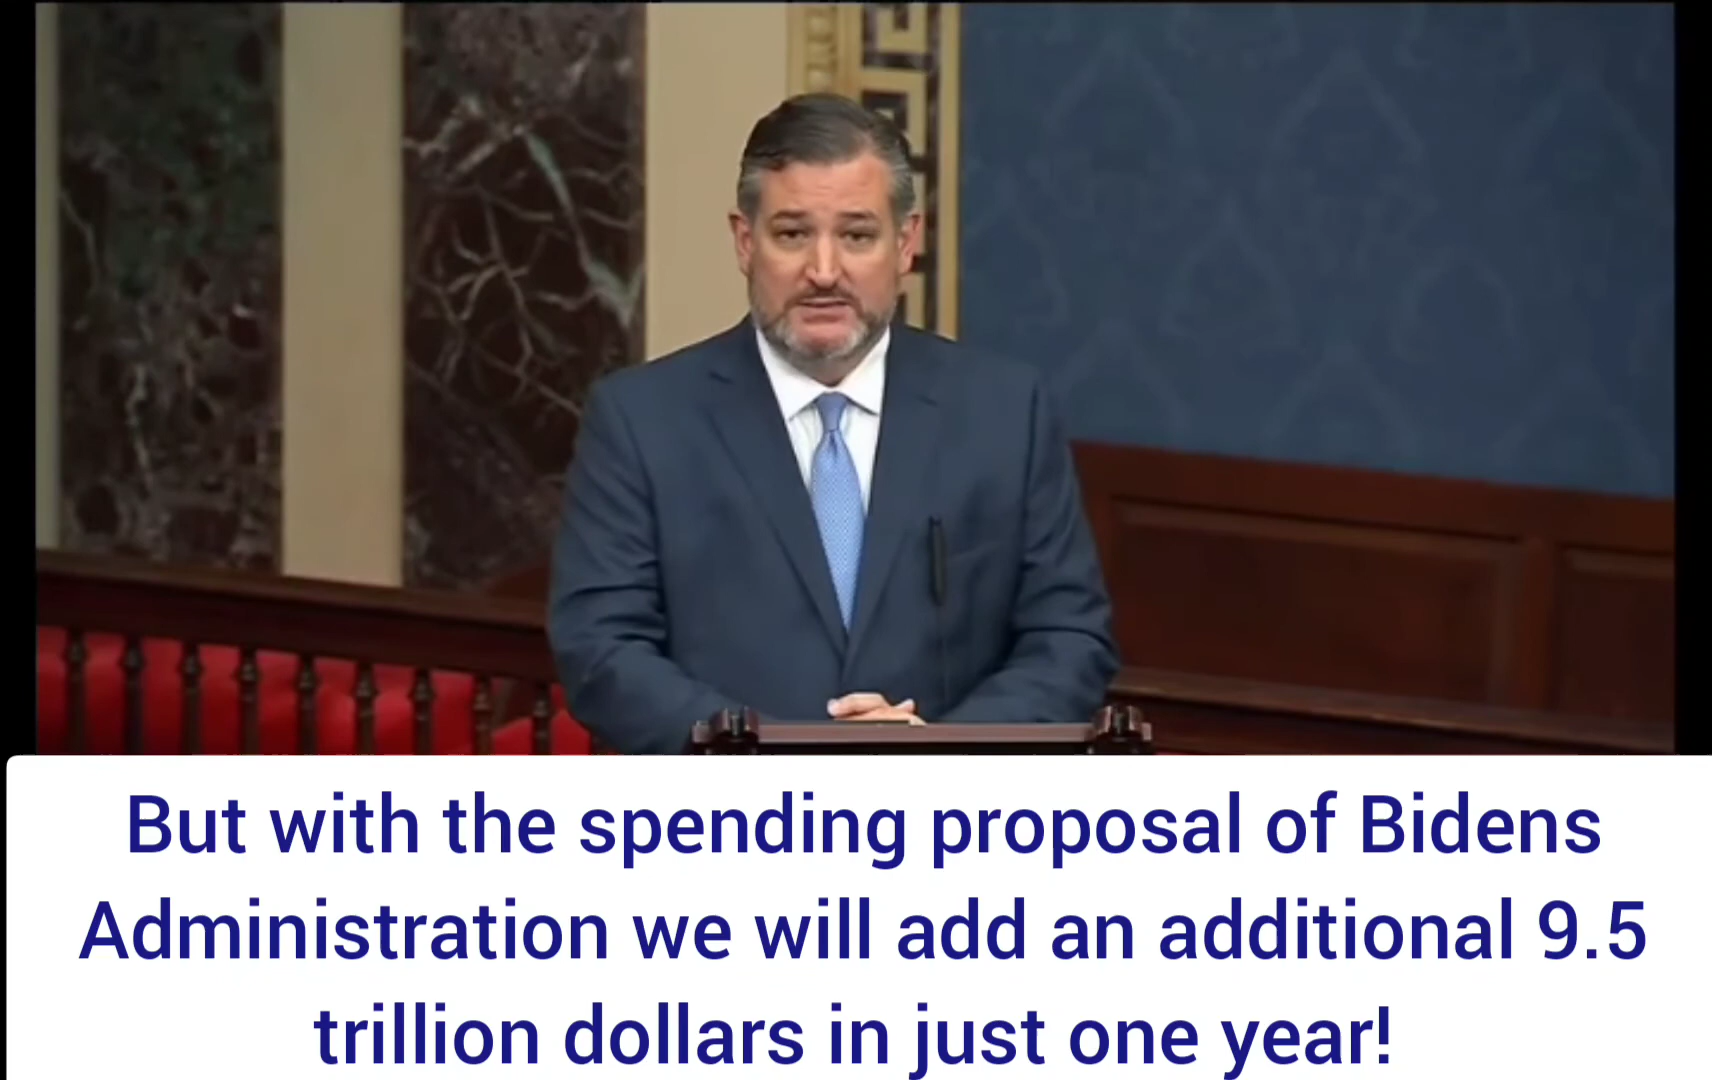 But with the spending proposal of Bidens
Administration we will add an additional 9.5
trillion dollars in just one year!